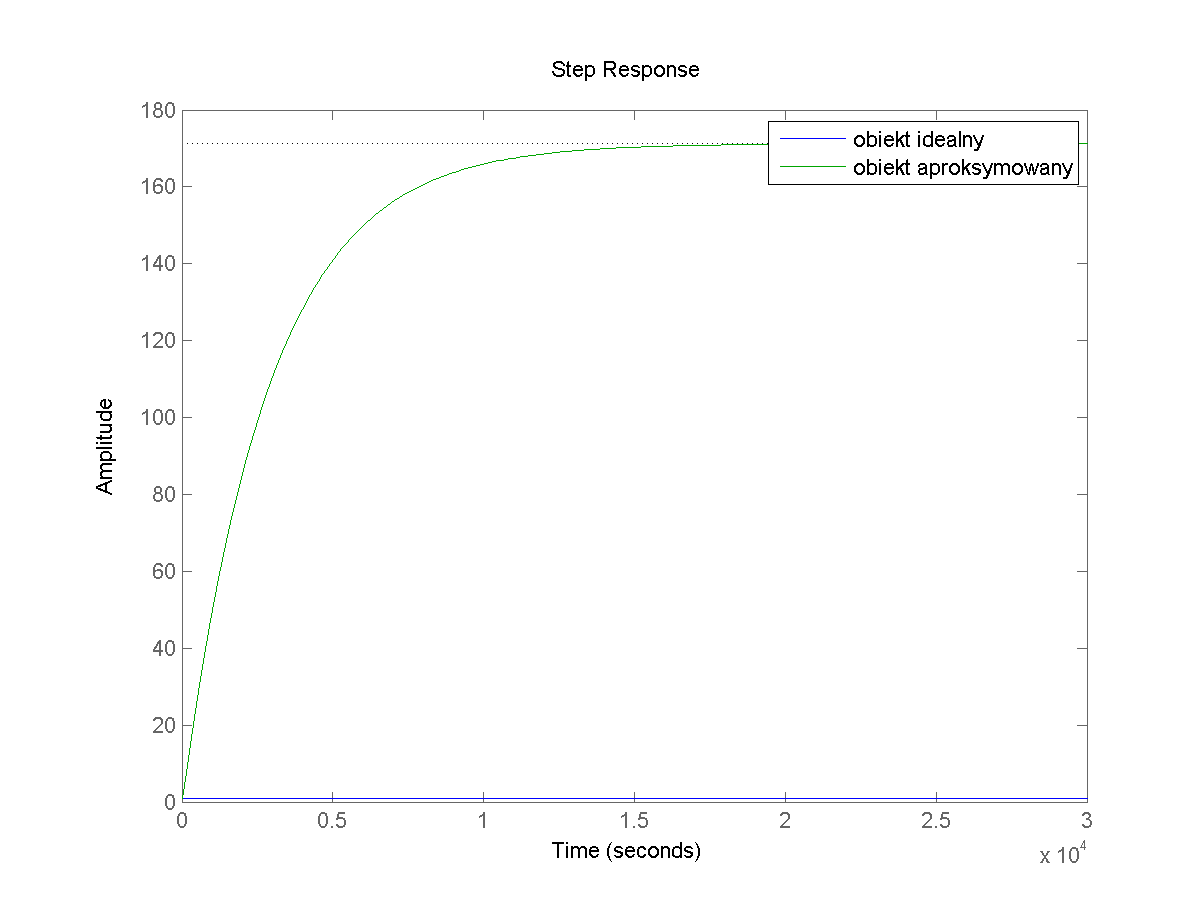 Step Response
180
160
140
120
100
80
60
40
20
0
Amplitude
obiekt idealny
obiekt aproksymowany
0 0.5 1 1.5 2 2.5 3
x 10^4
Time (seconds)